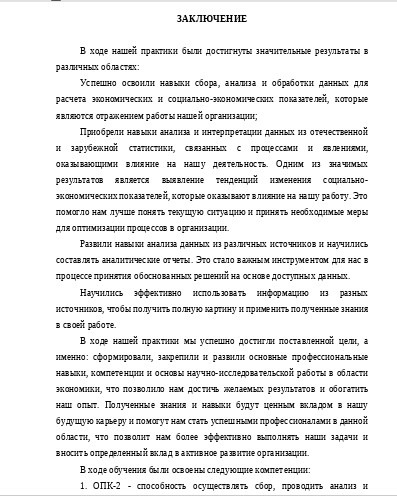 ЗАКЛЮЧЕНИЕ
В ходе нашей практики были достигнуты значительные результаты в
различных областях:
Успешно освоили навыки сбора, анализа и обработки данных для
расчета экономических и социально-экономических показателей, которые
являются отражением работы нашей организации;
Приобрели навыки анализа и интерпретации данных из отечественной
и зарубежной статистики, связанных с процессами и явлениями,
оказывающими влияние на нашу деятельность. Одним из значимых
результатов является выявление тенденций изменения социально-
экономических показателей, которые оказывают влияние на нашу работу. Это
помогло нам лучше понять текущую ситуацию и принять необходимые меры
для оптимизации процессов в организации.
Развили навыки анализа данных из различных источников и научились
составлять аналитические отчеты. Это стало важным инструментом для нас в
процессе принятия обоснованных решений на основе доступных данных.
Научились эффективно использовать информацию из разных
источников, чтобы получить полную картину и применить полученные знания
в своей работе.
В ходе нашей практики мы успешно достигли поставленной цели, а
именно: сформировали, закрепили и развили основные профессиональные
навыки, компетенции и основы научно-исследовательской работы в области
экономики, что позволило нам достичь желаемых результатов и обогатить
наш опыт. Полученные знания и навыки будут ценным вкладом в нашу
будущую карьеру и помогут нам стать успешными профессионалами в данной
области, что позволит нам более эффективно выполнять наши задачи и
вносить определенный вклад в активное развитие организации.
В ходе обучения были освоены следующие компетенции:
1. ОПК-2 - способность осуществлять сбор, проводить анализ и